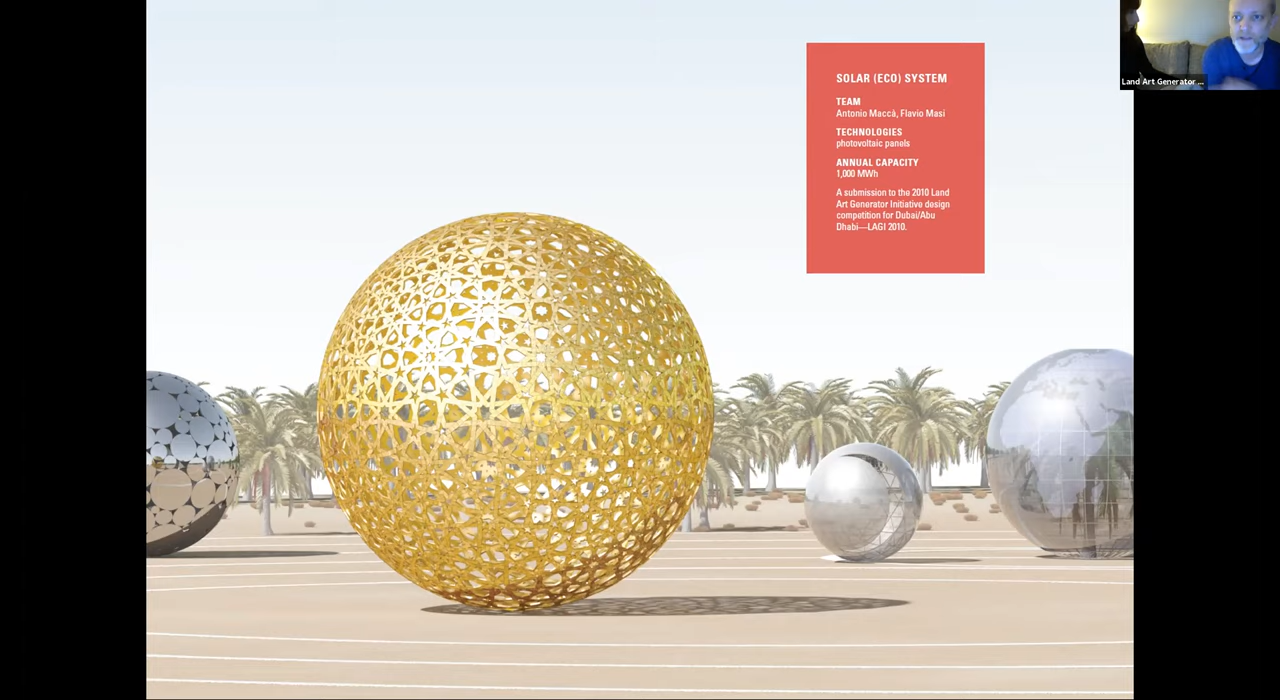 SOLAR (ECO) SYSTEM
TEAM
Antonio Maccà, Flavio Masi
TECHNOLOGIES
photovoltaic panels
ANNUAL CAPACITY
1,000 MWh
A submission to the 2010 Land
Art Generator Initiative design
competition for Dubai/Abu
Dhabi—LAGI 2010.
Land Art Generator ...